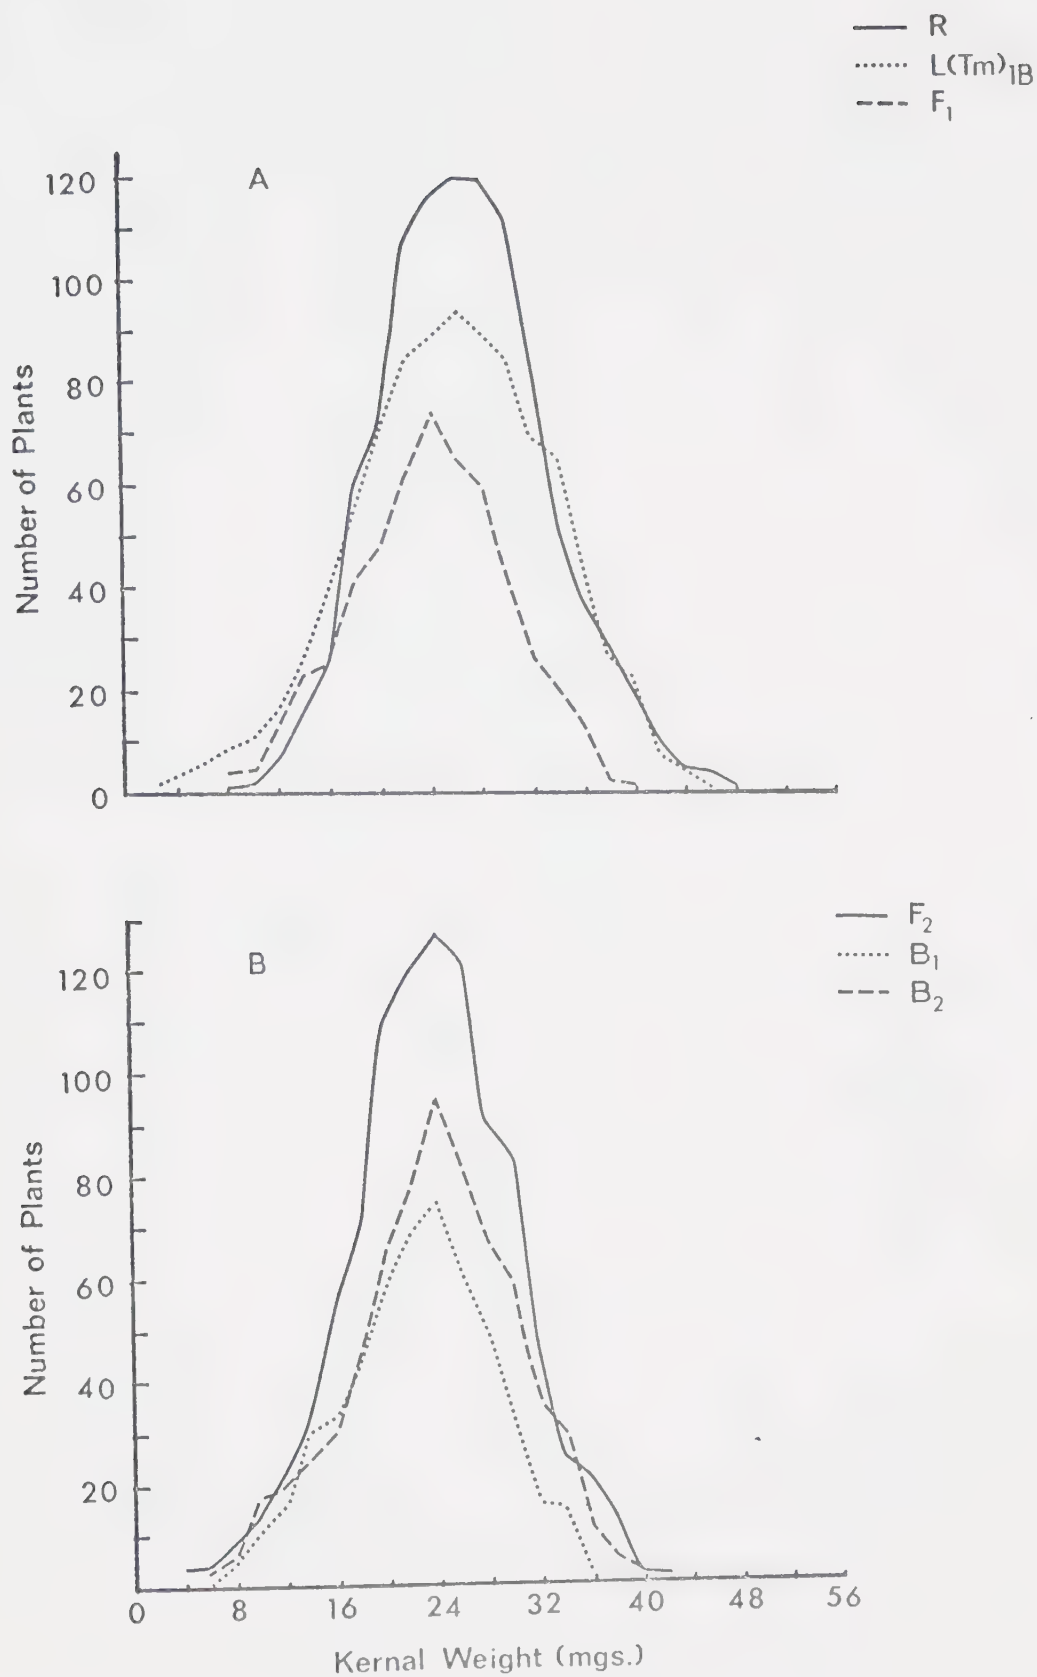 R
L(Tm)1B
F1
A
120
100
80
60
40
20
0
Number of Plants
F2
B1
B2
B
120
100
80
60
40
20
Number of Plants
0 8 16 24 32 40 48 56
Kernal Weight (mgs.)